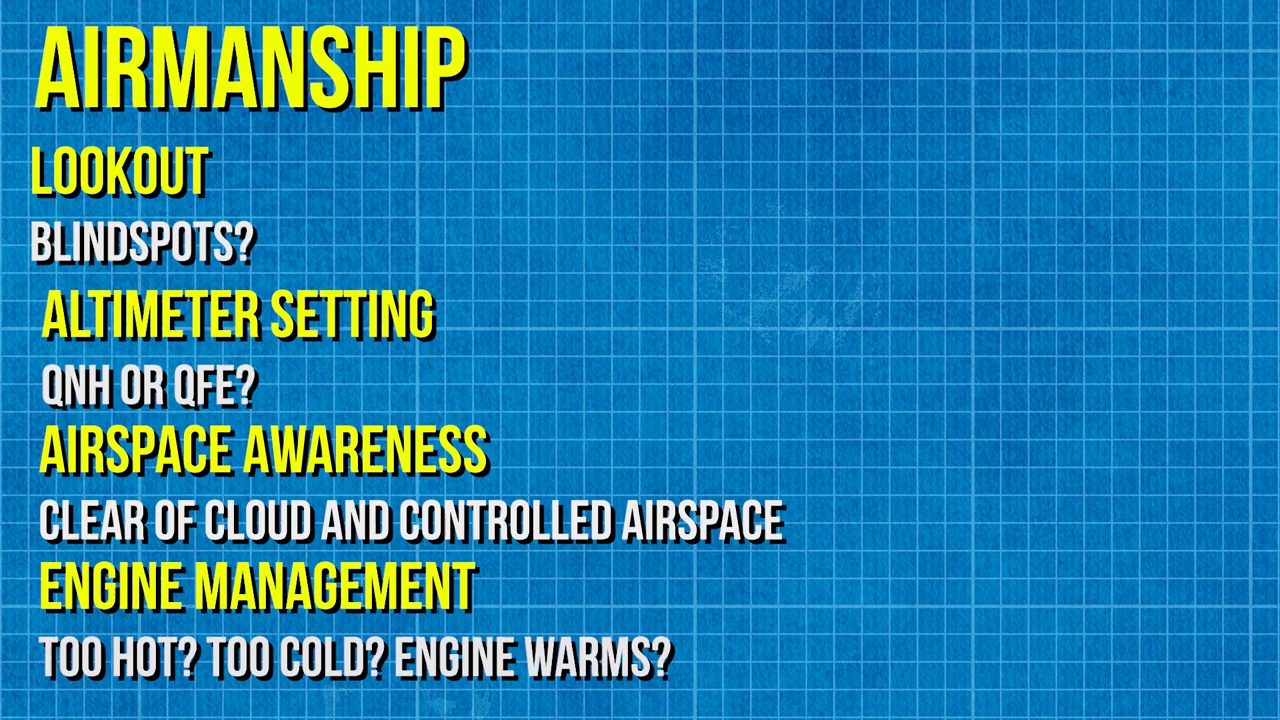 AIRMANSHIP
LOOKOUT
BLINDSPOTS?
ALTIMETER SETTING
QNH OR QFE?
AIRSPACE AWARENESS
CLEAR OF CLOUD AND CONTROLLED AIRSPACE
ENGINE MANAGEMENT
TOO HOT? TOO COLD? ENGINE WARMS?